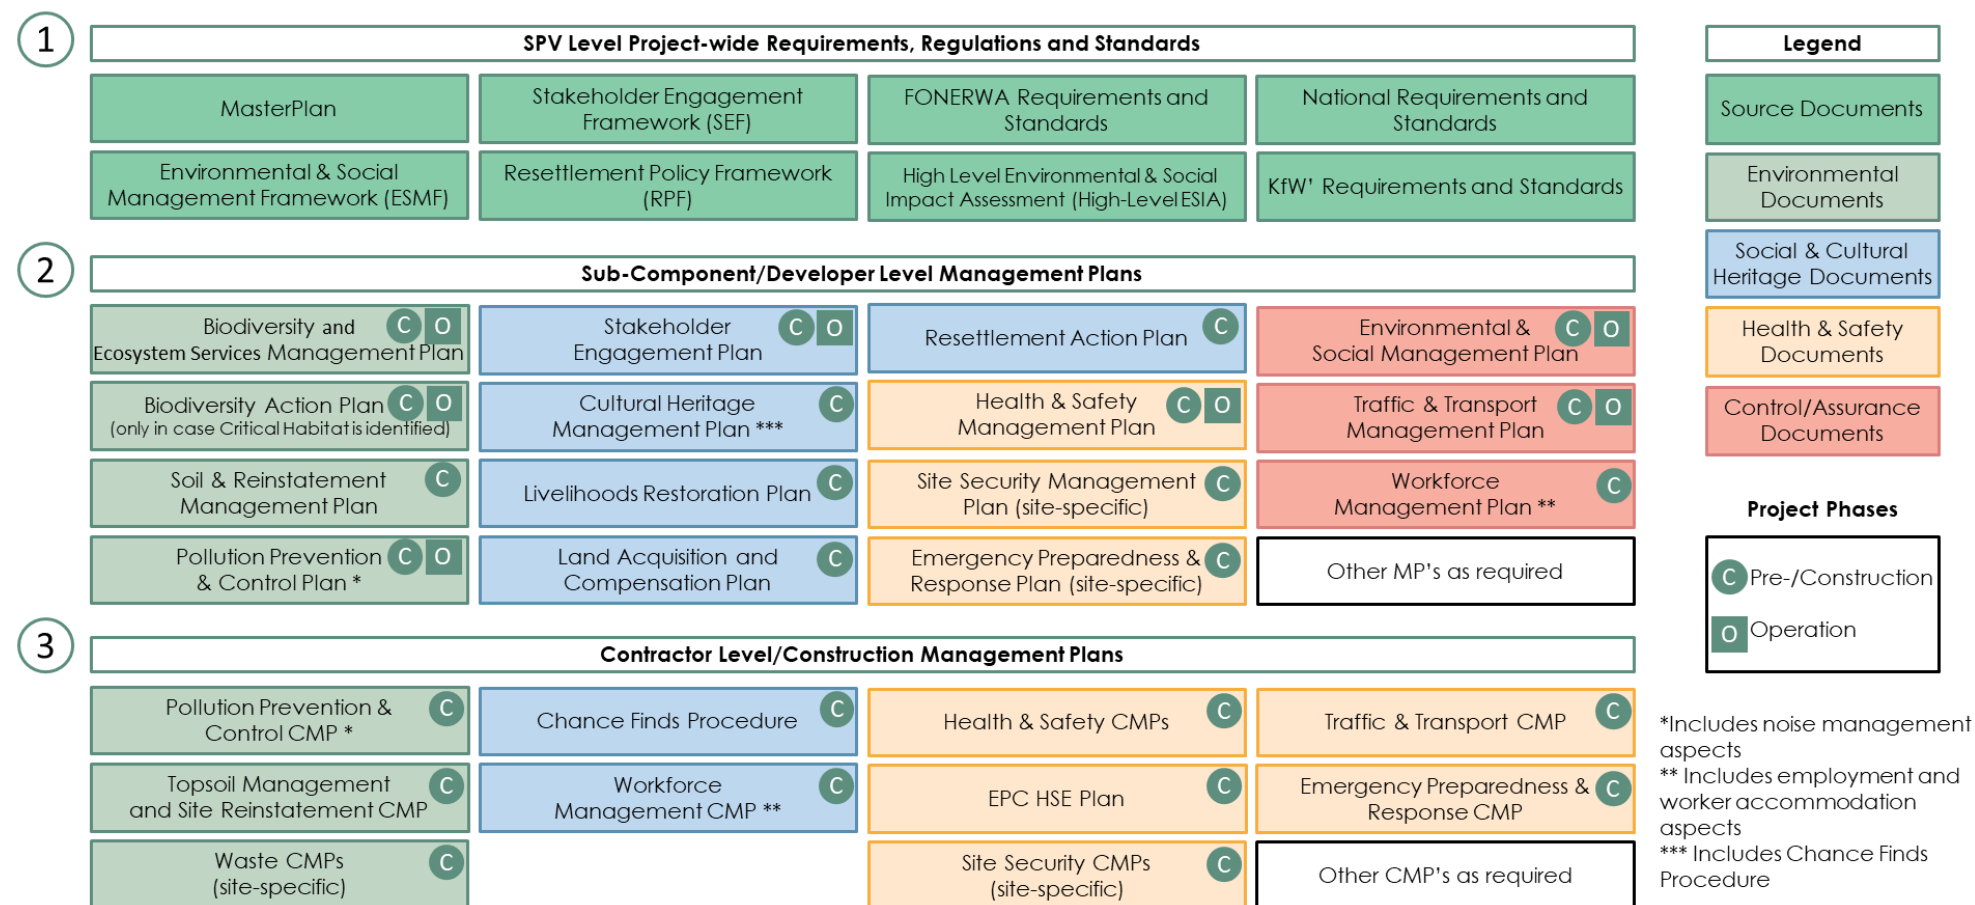 1
SPV Level Project-wide Requirements, Regulations and Standards
MasterPlan
Stakeholder Engagement
Framework (SEF)
FONERWA Requirements and
Standards
National Requirements and
Standards
Environmental & Social
Management Framework (ESMF)
Resettlement Policy Framework
(RPF)
High Level Environmental & Social
Impact Assessment (High-Level ESIA)
KfW' Requirements and Standards
2
Sub-Component/Developer Level Management Plans
Biodiversity and
Ecosystem Services Management Plan
C O
Stakeholder
Engagement Plan
C O
Resettlement Action Plan
C
Environmental &
Social Management Plan
C O
Biodiversity Action Plan
(only in case Critical Habitat is identified)
C O
Cultural Heritage
Management Plan ***
C
Health & Safety
Management Plan
C O
Traffic & Transport
Management Plan
C O
Soil & Reinstatement
Management Plan
C
Livelihoods Restoration Plan
C
Site Security Management
Plan (site-specific)
C
Workforce
Management Plan **
C
Pollution Prevention
& Control Plan *
C O
Land Acquisition and
Compensation Plan
C
Emergency Preparedness &
Response Plan (site-specific)
C
Other MP's as required
3
Contractor Level/Construction Management Plans
Pollution Prevention &
Control CMP *
C
Chance Finds Procedure
C
Health & Safety CMPs
C
Traffic & Transport CMP
C
Topsoil Management
and Site Reinstatement CMP
C
Workforce
Management CMP **
C
EPC HSE Plan
C
Emergency Preparedness &
Response CMP
C
Waste CMPs
(site-specific)
C
Site Security CMPs
(site-specific)
C
Other CMP's as required
Legend
Source Documents
Environmental
Documents
Social & Cultural
Heritage Documents
Health & Safety
Documents
Control/Assurance
Documents
Project Phases
C Pre-/Construction
O Operation
*Includes noise management
aspects
** Includes employment and
worker accommodation
aspects
*** Includes Chance Finds
Procedure